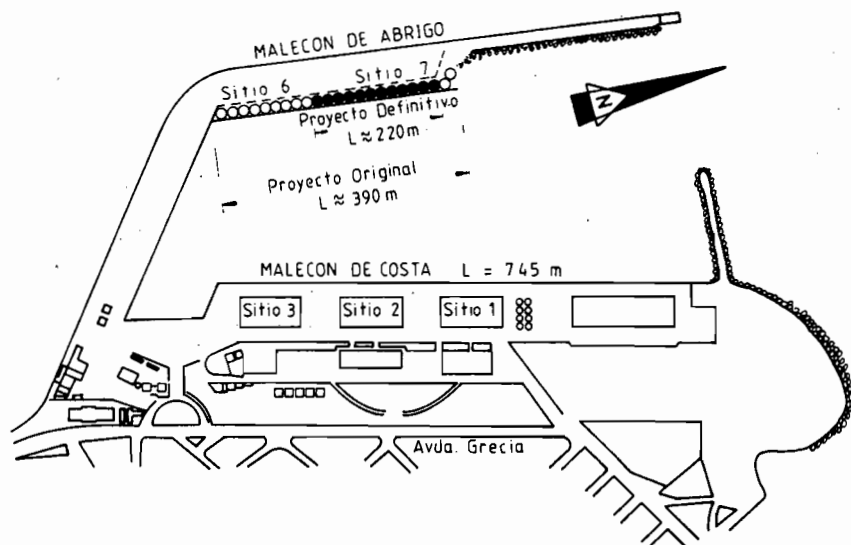 MALECON DE ABRIGO
Sitio 6
Sitio 7
Proyecto Definitivo
L ≈ 220 m
Proyecto Original
L ≈ 390 m
N
MALECON DE COSTA L = 745 m
Sitio 3
Sitio 2
Sitio 1
Avda. Grecia